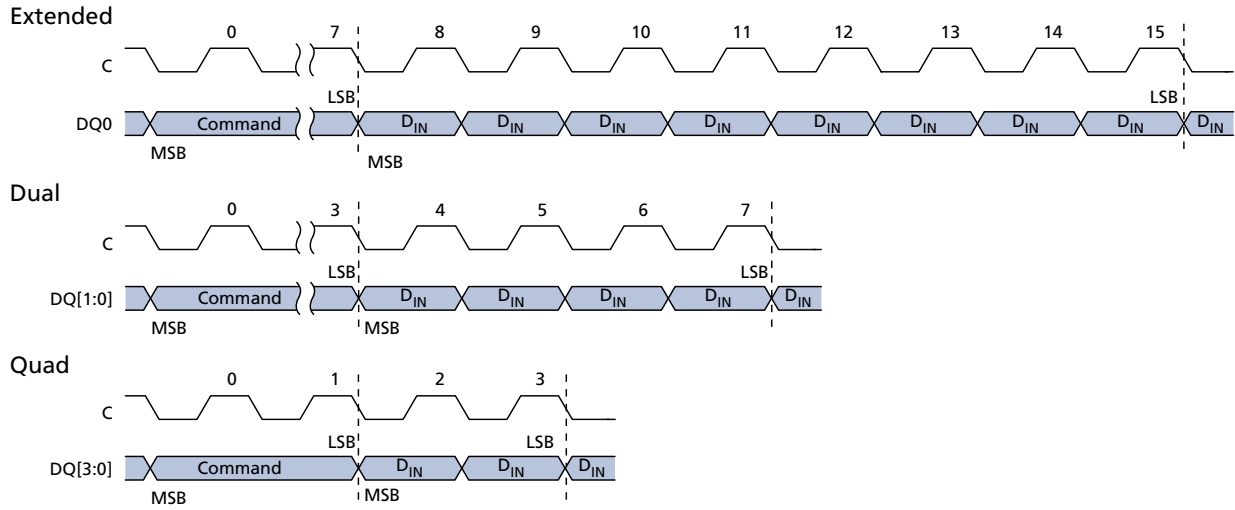 Extended
0 7 8 9 10 11 12 13 14 15
C
LSB LSB
DQ0 Command DIN DIN DIN DIN DIN DIN DIN DIN DIN
MSB MSB
Dual
0 3 4 5 6 7
C
LSB LSB
DQ[1:0] Command DIN DIN DIN DIN DIN
MSB MSB
Quad
0 1 2 3
C
LSB LSB
DQ[3:0] Command DIN DIN DIN
MSB MSB